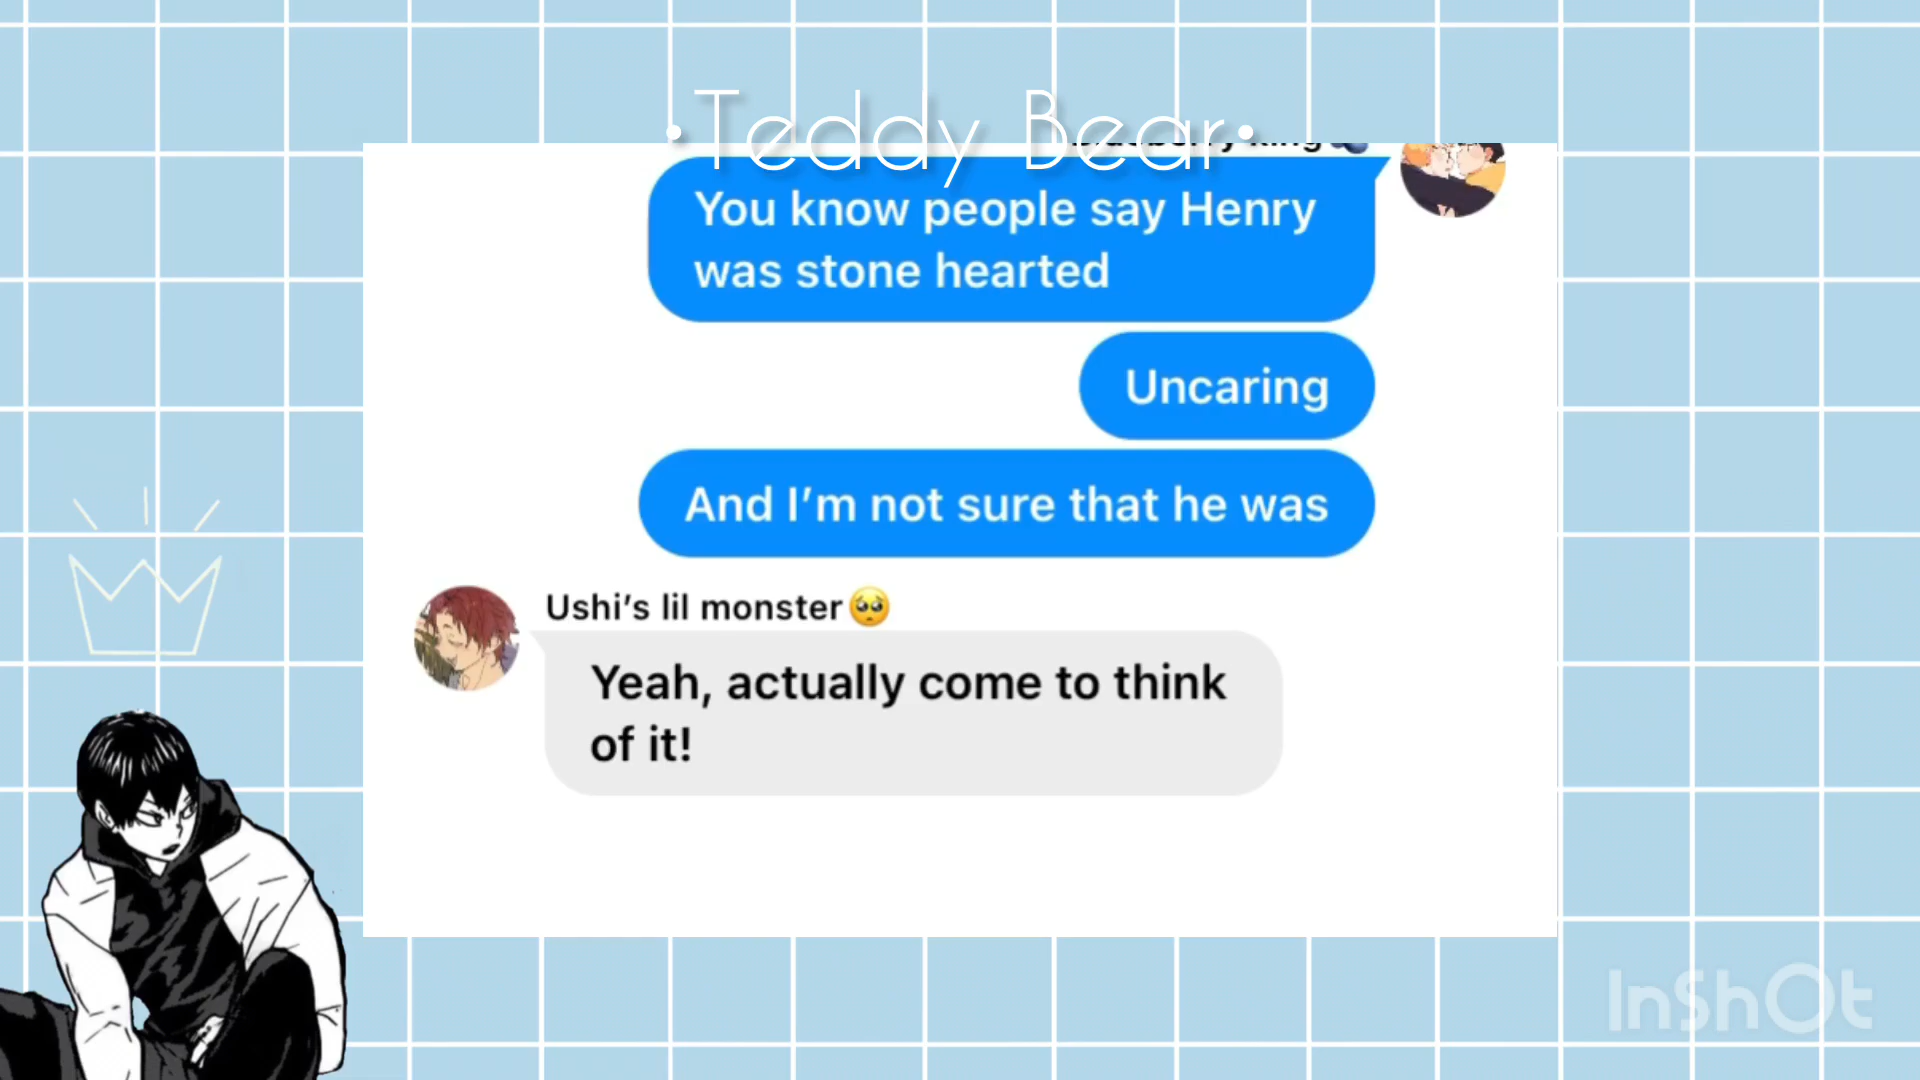 •Teddy Bear•
You know people say Henry
was stone hearted
Uncaring
And I’m not sure that he was
Ushi’s lil monster🥺
Yeah, actually come to think
of it!
InShOt